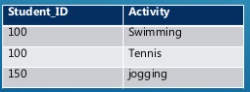 Student_ID Activity
100 Swimming
100 Tennis
150 jogging